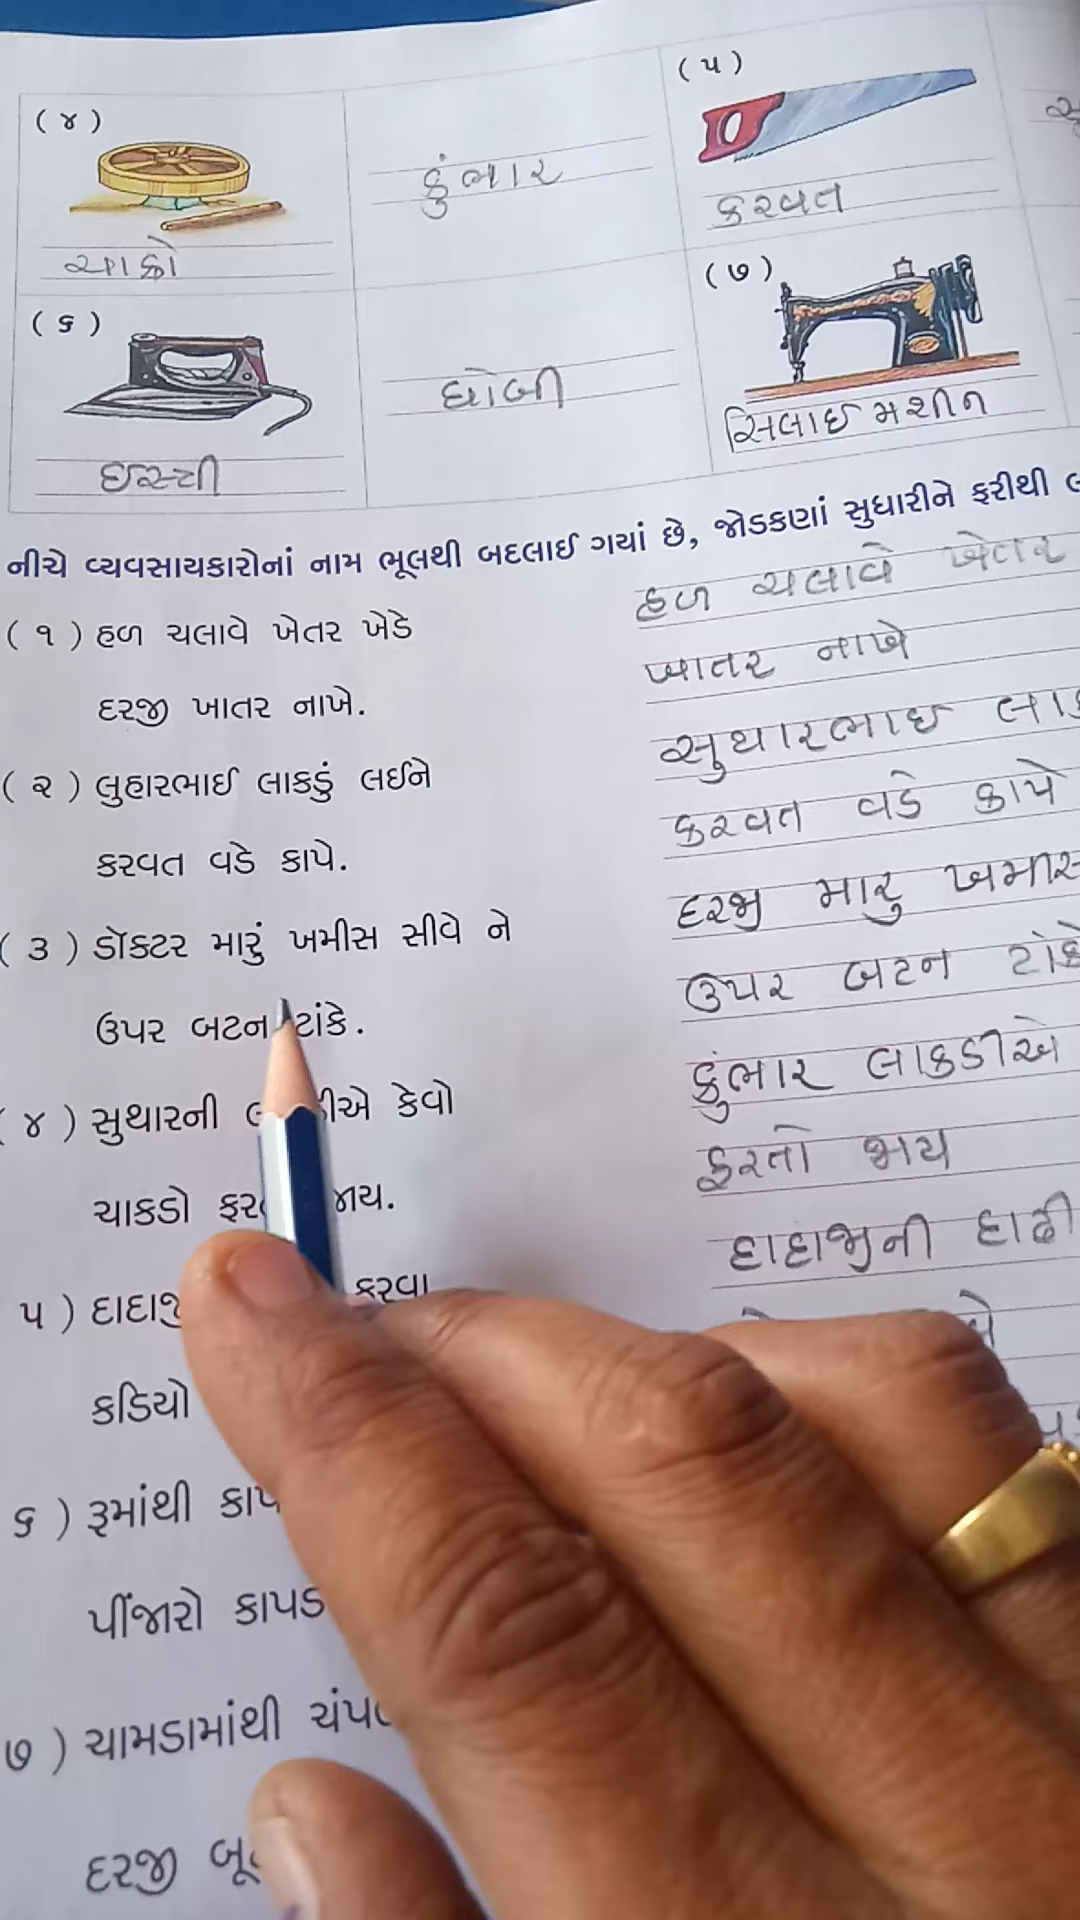 ( ૪ )
ચાકો
કુંભાર
( ૫ )
કરવત
( ૬ )
ઇસ્ત્રી
ધોબી
( ૭ )
સિલાઇ મશીન
નીચે વ્યવસાયકારોનાં નામ ભૂલથી બદલાઈ ગયાં છે, જોડકણાં સુધારીને ફરીથી
( ૧ ) હળ ચલાવે ખેતર ખેડે
દરજી ખાતર નાખે.
( ૨ ) લુહારભાઈ લાકડું લઈને
કરવત વડે કાપે.
( ૩ ) ડૉક્ટર મારું ખમીસ સીવે ને
ઉપર બટન ટાંકે.
( ૪ ) સુથારની કેવો
ચાકડો જાય.
૫ ) કરવા
કડિયો
૬ ) રૂમાંથી
પીંજારો કાપડ
૭ ) ચામડામાંથી
દરજી
હળ ચલાવે ખેતર
ખાતર નાખે
સુથારભાઇ
કરવત વડે કાપે
દરજી મારુ ખમીસ
ઉપર બટન ટાંકે
કુંભાર લાકડીએ
ફરતો જાય
દાદાજીની દાઢી